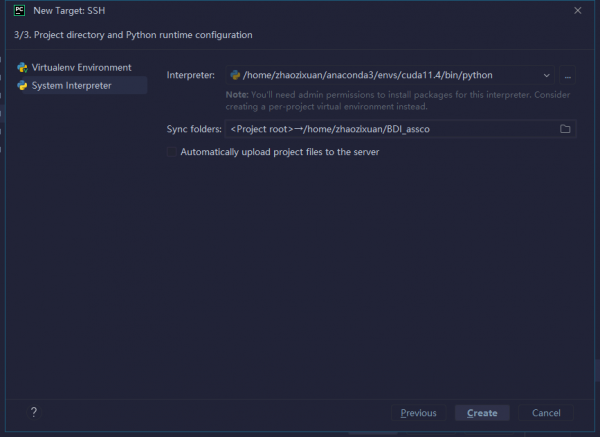 PC New Target: SSH
3/3. Project directory and Python runtime configuration
Virtualenv Environment
System Interpreter
Interpreter: /home/zhaozixuan/anaconda3/envs/cuda11.4/bin/python
Note: You'll need admin permissions to install packages for this interpreter. Consider
creating a per-project virtual environment instead.
Sync folders: <Project root>→/home/zhaozixuan/BDI_assco
Automatically upload project files to the server
? Previous Create Cancel